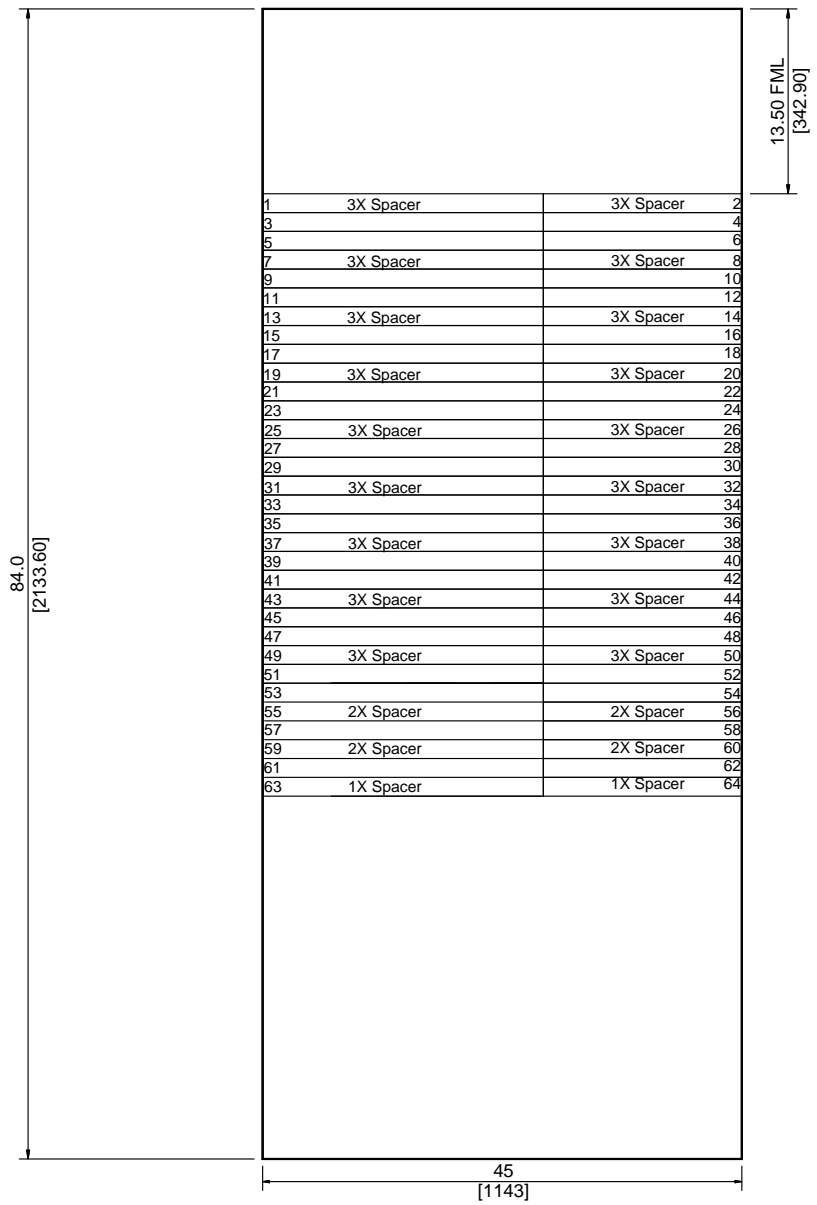 13.50 FML
[342.90]
1 3X Spacer 3X Spacer 2
3 4
5 6
7 3X Spacer 3X Spacer 8
9 10
11 12
13 3X Spacer 3X Spacer 14
15 16
17 18
19 3X Spacer 3X Spacer 20
21 22
23 24
25 3X Spacer 3X Spacer 26
27 28
29 30
31 3X Spacer 3X Spacer 32
33 34
35 36
37 3X Spacer 3X Spacer 38
39 40
41 42
43 3X Spacer 3X Spacer 44
45 46
47 48
49 3X Spacer 3X Spacer 50
51 52
53 54
55 2X Spacer 2X Spacer 56
57 58
59 2X Spacer 2X Spacer 60
61 62
63 1X Spacer 1X Spacer 64
84.0
[2133.60]
45
[1143]